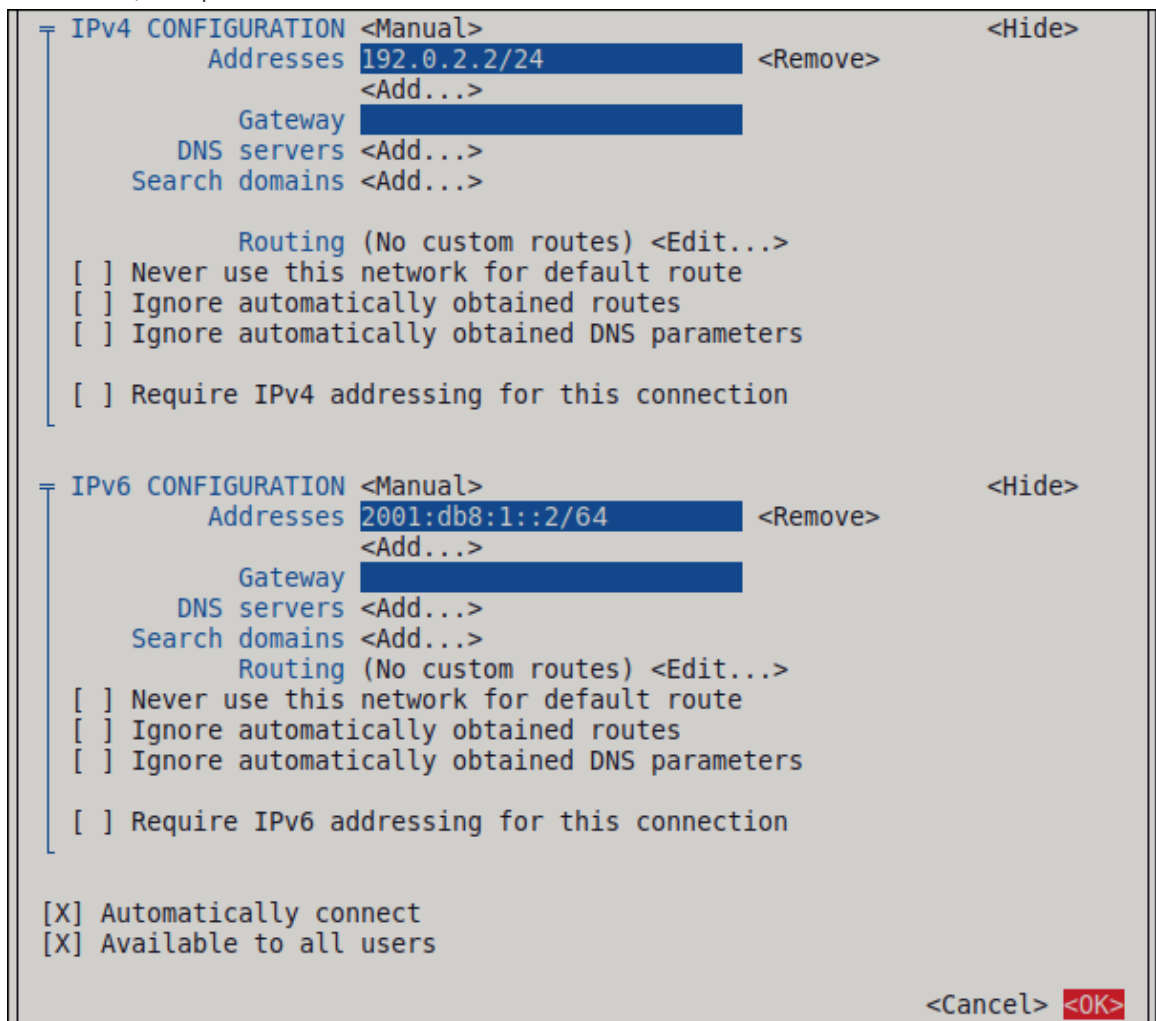 IPv4 CONFIGURATION <Manual> <Hide>
Addresses 192.0.2.2/24 <Remove>
<Add...>
Gateway
DNS servers <Add...>
Search domains <Add...>
Routing (No custom routes) <Edit...>
[ ] Never use this network for default route
[ ] Ignore automatically obtained routes
[ ] Ignore automatically obtained DNS parameters
[ ] Require IPv4 addressing for this connection
IPv6 CONFIGURATION <Manual> <Hide>
Addresses 2001:db8:1::2/64 <Remove>
<Add...>
Gateway
DNS servers <Add...>
Search domains <Add...>
Routing (No custom routes) <Edit...>
[ ] Never use this network for default route
[ ] Ignore automatically obtained routes
[ ] Ignore automatically obtained DNS parameters
[ ] Require IPv6 addressing for this connection
[X] Automatically connect
[X] Available to all users
<Cancel> <OK>